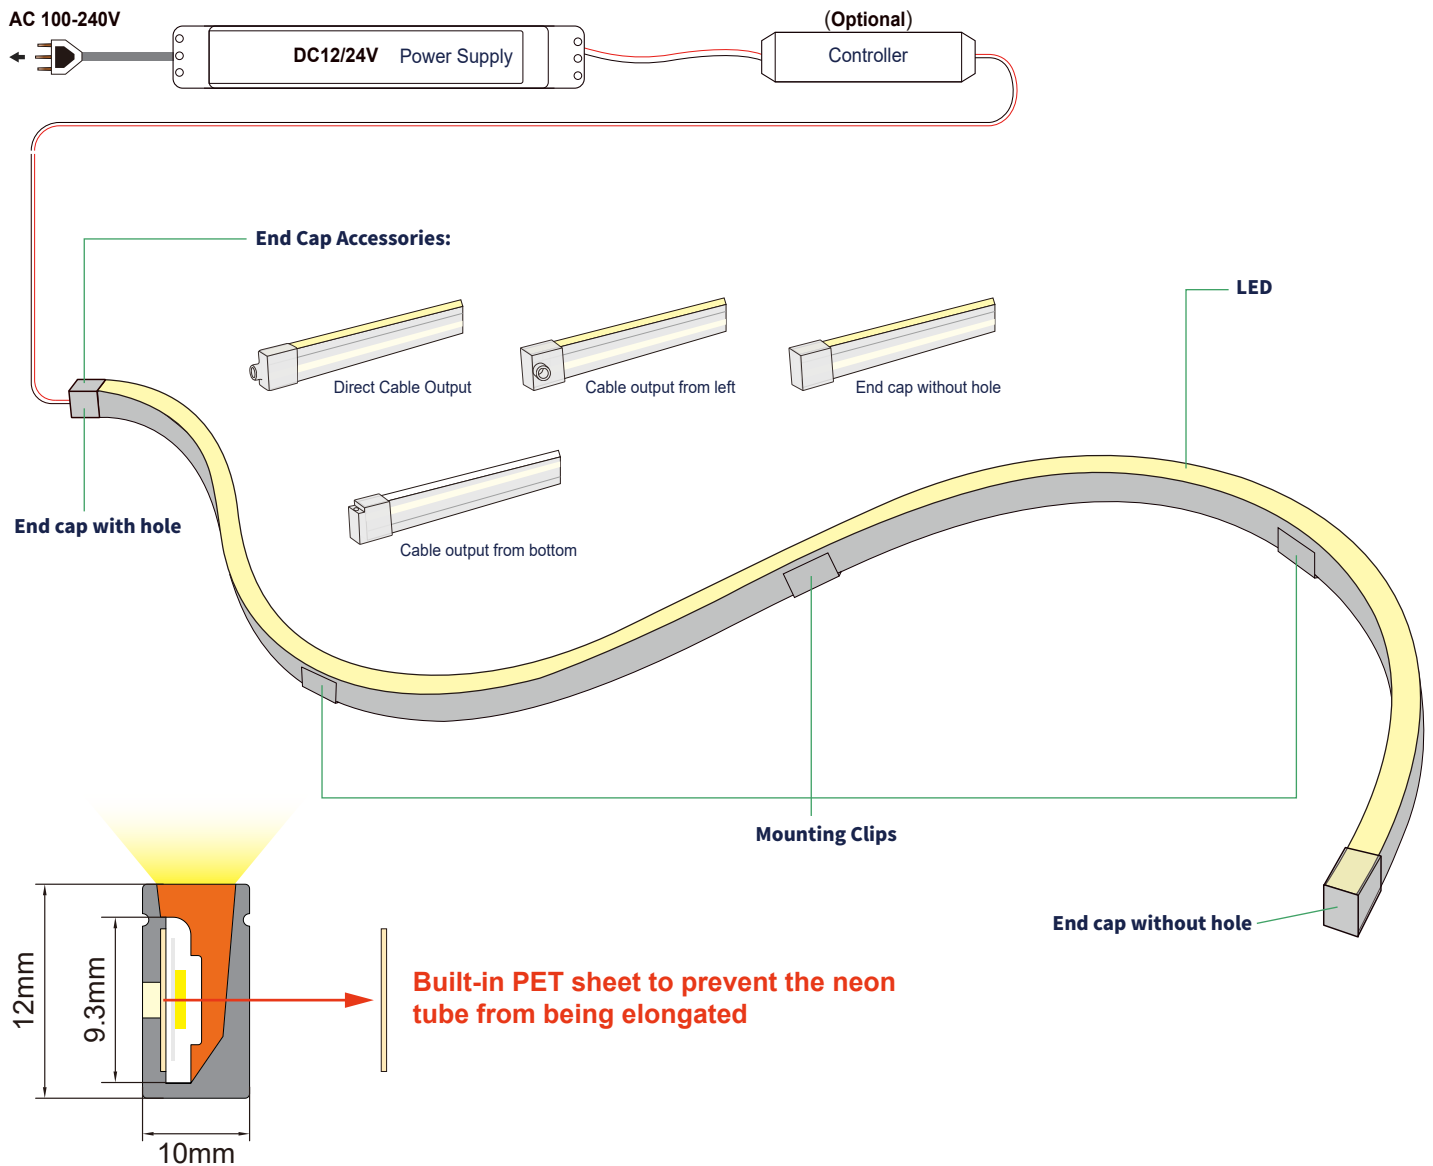 AC 100-240V
DC12/24V Power Supply
(Optional)
Controller
End Cap Accessories:
LED
Direct Cable Output
Cable output from left
End cap without hole
End cap with hole
Cable output from bottom
Mounting Clips
End cap without hole
12mm
9.3mm
Built-in PET sheet to prevent the neon
tube from being elongated
10mm